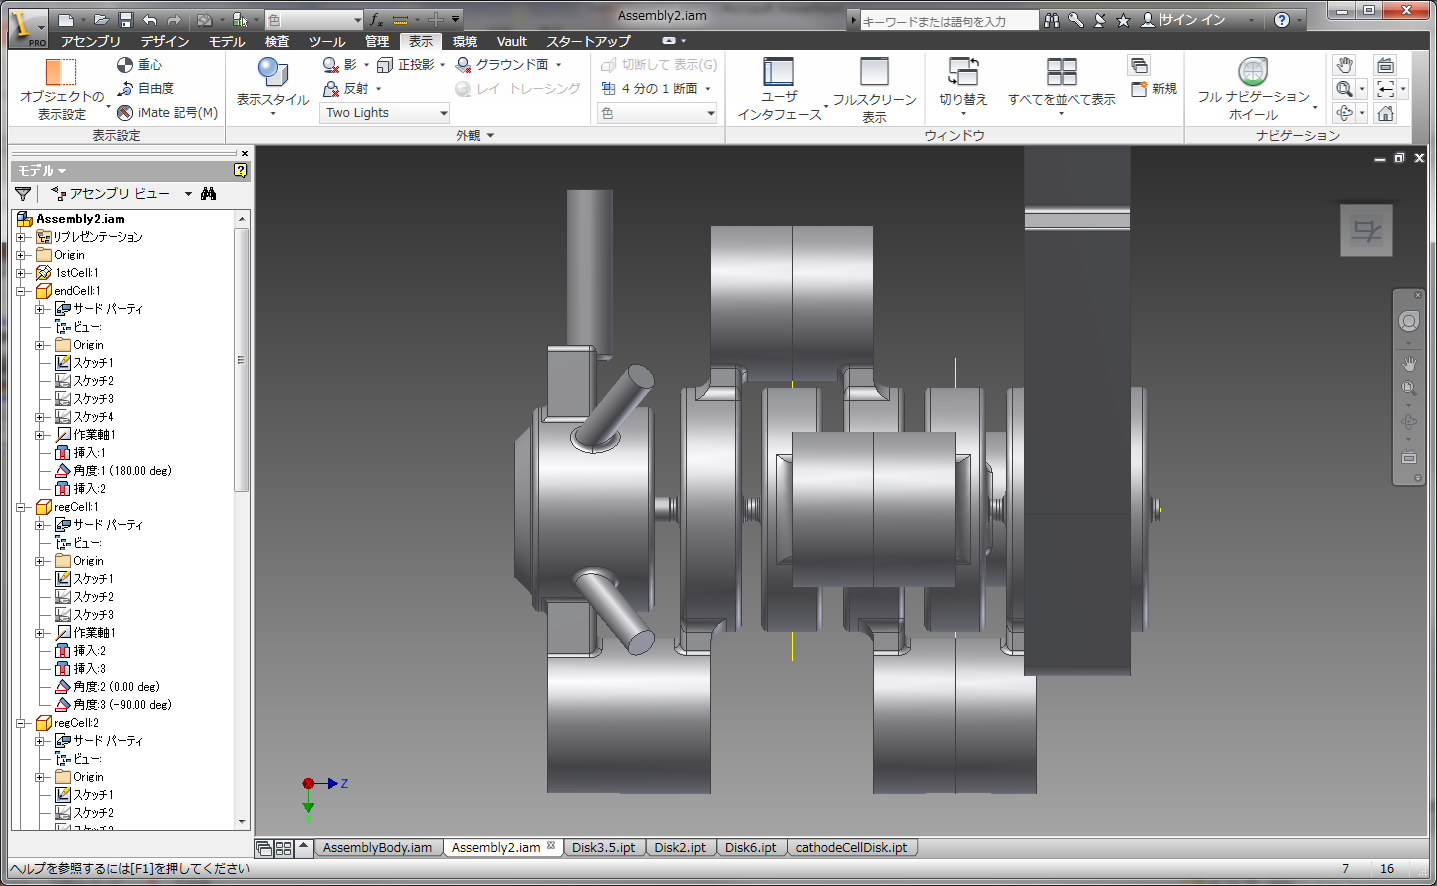 Assembly2.iam
キーワードまたは語句を入力
サイン イン
PRO
色
アセンブリ デザイン モデル 検査 ツール 管理 表示 環境 Vault スタートアップ
オブジェクトの
表示設定
重心
自由度
iMate 記号(M)
表示設定
表示スタイル
影 正投影 グラウンド面
反射 レイ トレーシング
Two Lights
外観
切断して 表示(G)
4 分の 1 断面
色
ユーザ
インタフェース
フルスクリーン
表示
切り替え
すべてを並べて表示
新規
ウィンドウ
フル ナビゲーション
ホイール
ナビゲーション
モデル
アセンブリ ビュー
Assembly2.iam
リプレゼンテーション
Origin
1stCell:1
endCell:1
サード パーティ
ビュー:
Origin
スケッチ1
スケッチ2
スケッチ3
スケッチ4
作業軸1
挿入:1
角度:1 (180.00 deg)
挿入:2
regCell:1
サード パーティ
ビュー:
Origin
スケッチ1
スケッチ2
スケッチ3
作業軸1
挿入:2
挿入:3
角度:2 (0.00 deg)
角度:3 (-90.00 deg)
regCell:2
サード パーティ
ビュー:
Origin
スケッチ1
スケッチ2
スケッチ3
右
Z
Y
AssemblyBody.iam Assembly2.iam Disk3.5.ipt Disk2.ipt Disk6.ipt cathodeCellDisk.ipt
ヘルプを参照するには[F1]を押してください
7 16